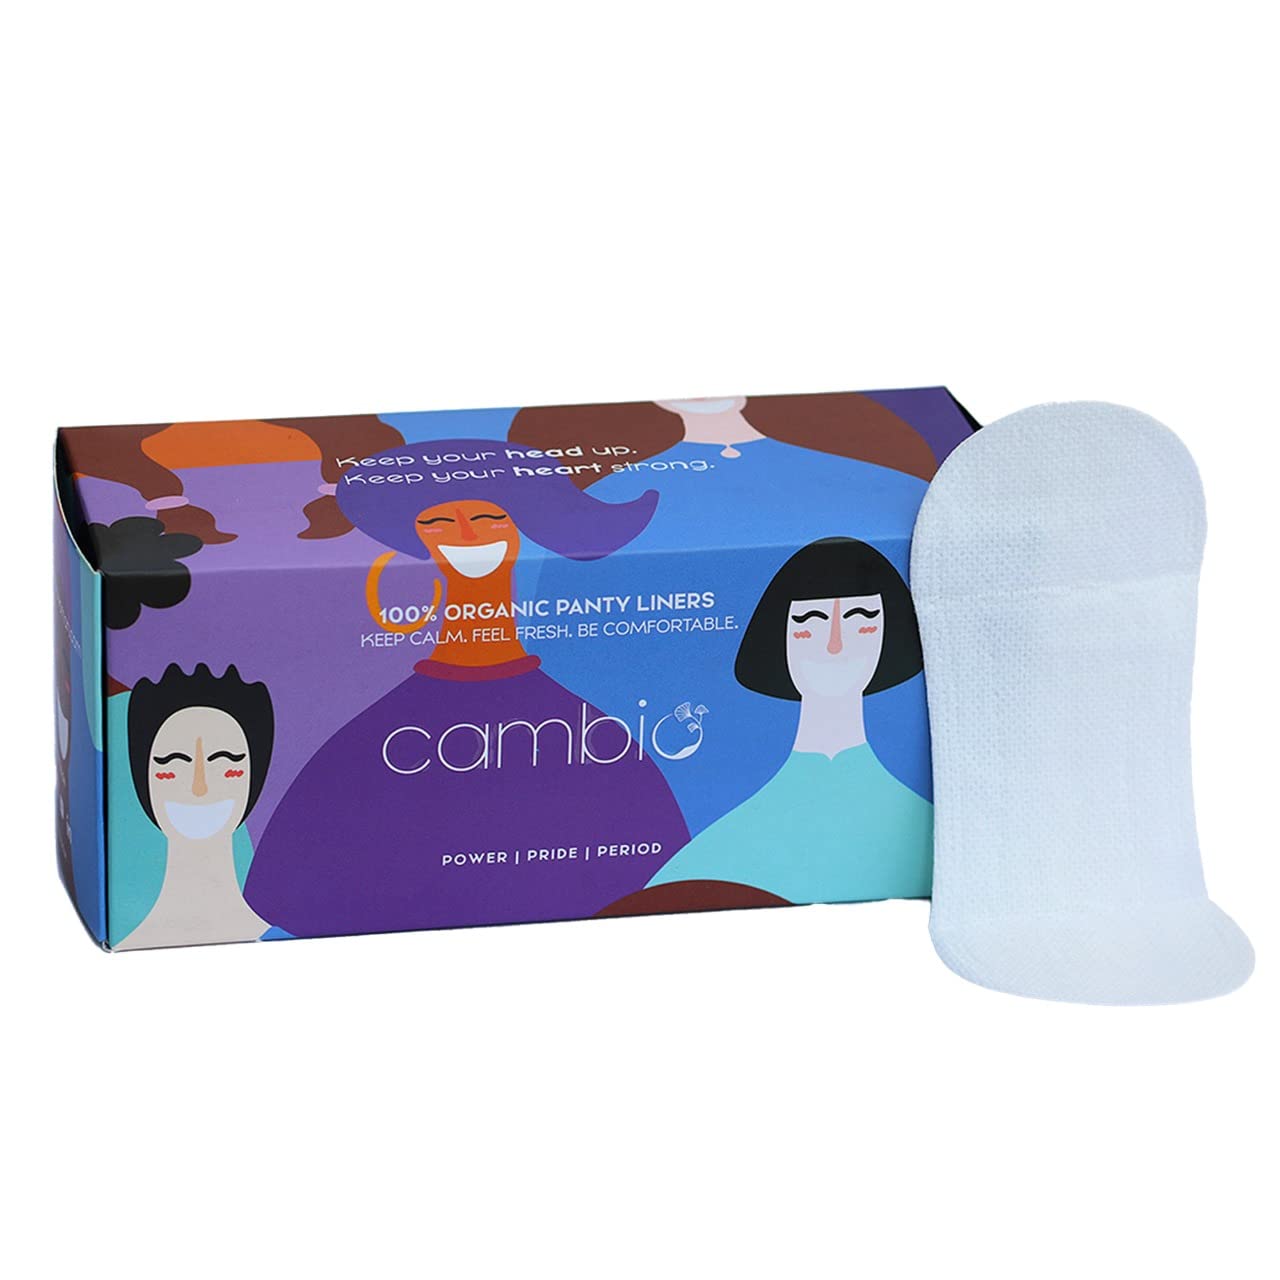 Keep your head up.
Keep your heart strong.
100% ORGANIC PANTY LINERS
KEEP CALM. FEEL FRESH. BE COMFORTABLE.
cambio
POWER | PRIDE | PERIOD